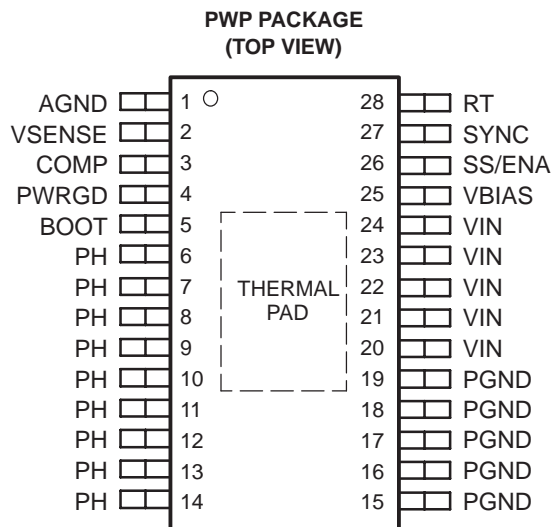 PWP PACKAGE
(TOP VIEW)
AGND 1 28 RT
VSENSE 2 27 SYNC
COMP 3 26 SS/ENA
PWRGD 4 25 VBIAS
BOOT 5 24 VIN
PH 6 23 VIN
PH 7 THERMAL 22 VIN
PH 8 PAD 21 VIN
PH 9 20 VIN
PH 10 19 PGND
PH 11 18 PGND
PH 12 17 PGND
PH 13 16 PGND
PH 14 15 PGND